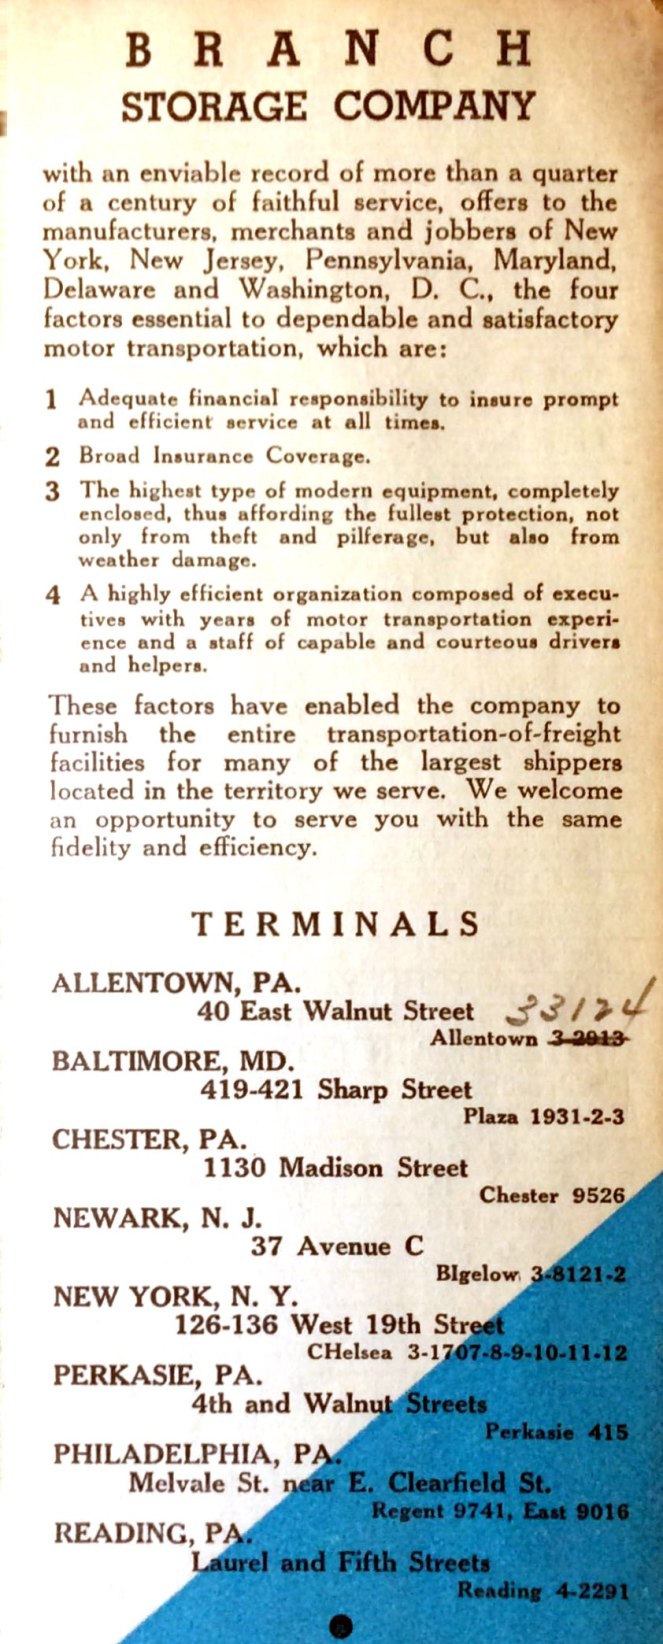 BRANCH
STORAGE COMPANY
with an enviable record of more than a quarter
of a century of faithful service, offers to the
manufacturers, merchants and jobbers of New
York, New Jersey, Pennsylvania, Maryland,
Delaware and Washington, D. C., the four
factors essential to dependable and satisfactory
motor transportation, which are:
1 Adequate financial responsibility to insure prompt
and efficient service at all times.
2 Broad Insurance Coverage.
3 The highest type of modern equipment, completely
enclosed, thus affording the fullest protection, not
only from theft and pilferage, but also from
weather damage.
4 A highly efficient organization composed of execu-
tives with years of motor transportation experi-
ence and a staff of capable and courteous drivers
and helpers.
These factors have enabled the company to
furnish the entire transportation-of-freight
facilities for many of the largest shippers
located in the territory we serve. We welcome
an opportunity to serve you with the same
fidelity and efficiency.
TERMINALS
ALLENTOWN, PA.
40 East Walnut Street 33124
Allentown 3-2913
BALTIMORE, MD.
419-421 Sharp Street
Plaza 1931-2-3
CHESTER, PA.
1130 Madison Street
Chester 9526
NEWARK, N. J.
37 Avenue C
BIgelow 3-8121-2
NEW YORK, N. Y.
126-136 West 19th Street
CHelsea 3-1707-8-9-10-11-12
PERKASIE, PA.
4th and Walnut Streets
Perkasie 415
PHILADELPHIA, PA.
Melvale St. near E. Clearfield St.
Regent 9741, East 9016
READING, PA.
Laurel and Fifth Streets
Reading 4-2291